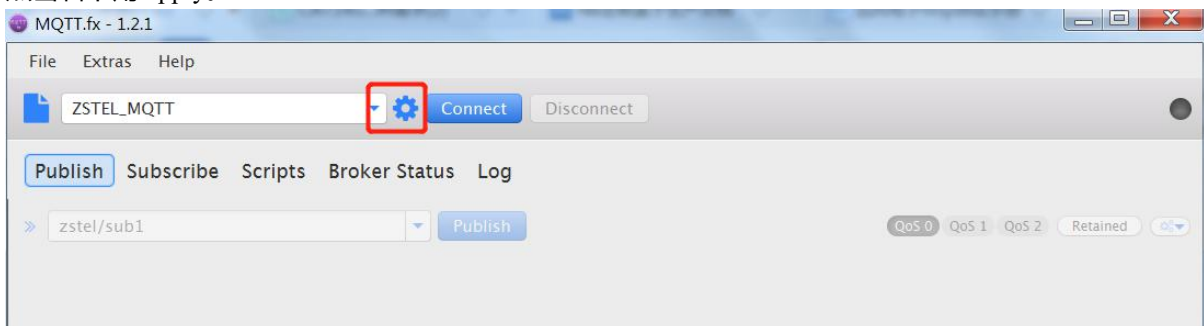 MQTT.fx - 1.2.1
File Extras Help
ZSTEL_MQTT Connect Disconnect
Publish Subscribe Scripts Broker Status Log
zstel/sub1 Publish QoS 0 QoS 1 QoS 2 Retained